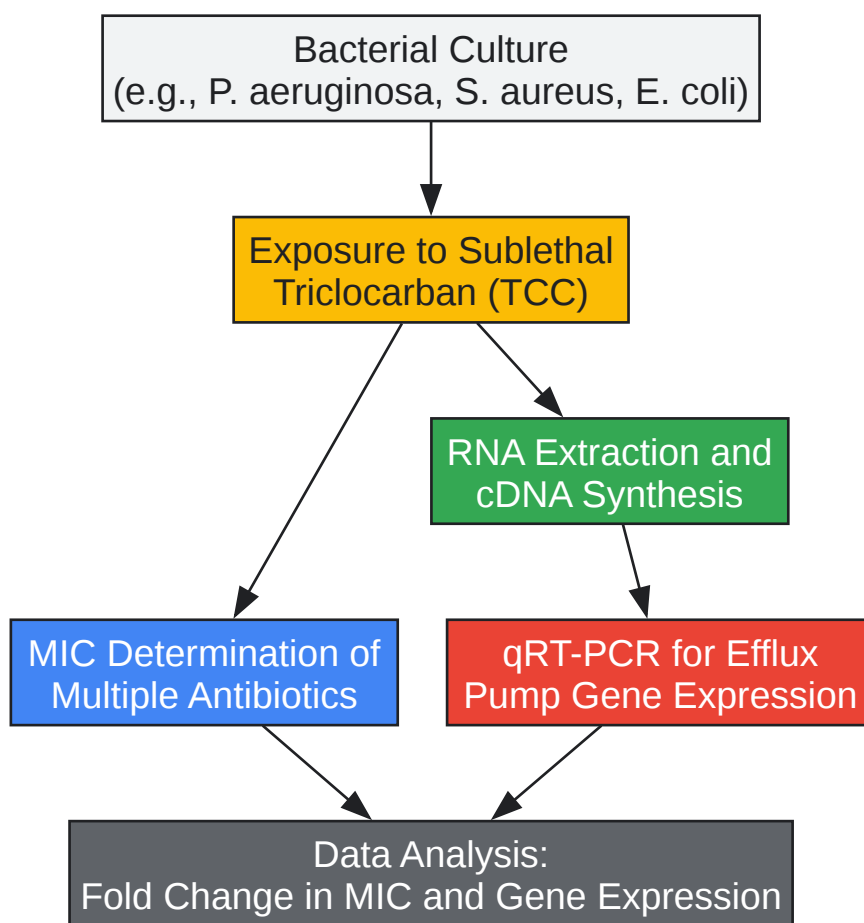 Bacterial Culture
(e.g., P. aeruginosa, S. aureus, E. coli)
Exposure to Sublethal
Triclocarban (TCC)
RNA Extraction and
cDNA Synthesis
MIC Determination of
Multiple Antibiotics
qRT-PCR for Efflux
Pump Gene Expression
Data Analysis:
Fold Change in MIC and Gene Expression